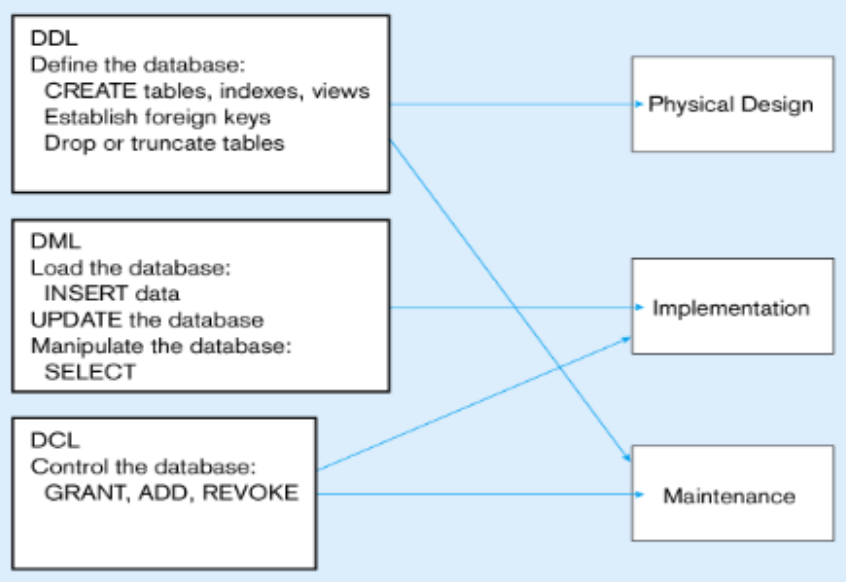 DDL
Define the database:
CREATE tables, indexes, views
Establish foreign keys
Drop or truncate tables
Physical Design
DML
Load the database:
INSERT data
UPDATE the database
Manipulate the database:
SELECT
Implementation
DCL
Control the database:
GRANT, ADD, REVOKE
Maintenance